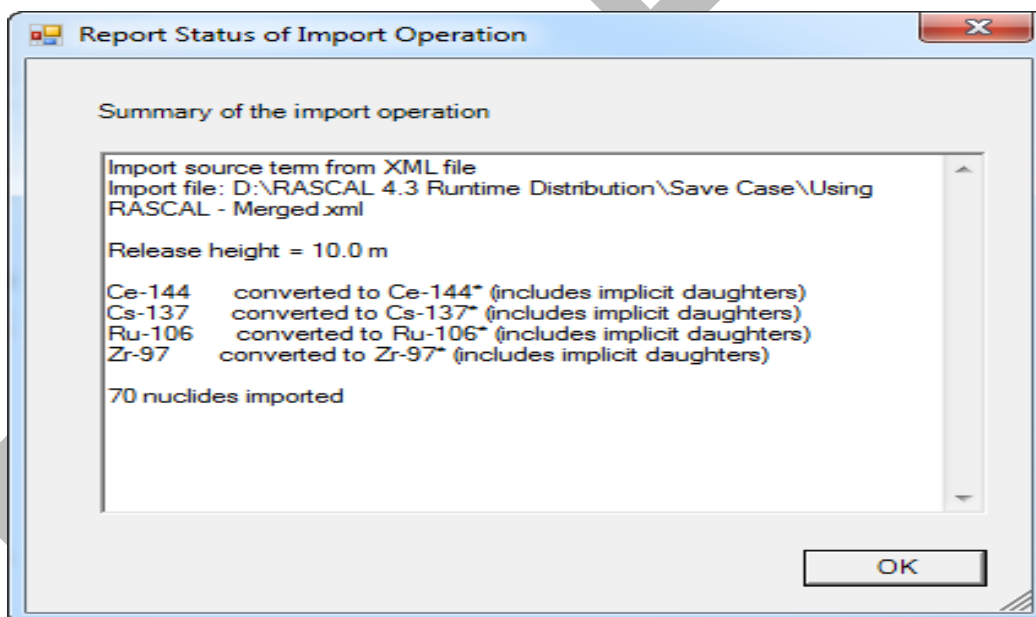 Report Status of Import Operation
Summary of the import operation
Import source term from XML file
Import file: D:\RASCAL 4.3 Runtime Distribution\Save Case\Using
RASCAL - Merged.xml
Release height = 10.0 m
Ce-144 converted to Ce-144* (includes implicit daughters)
Cs-137 converted to Cs-137* (includes implicit daughters)
Ru-106 converted to Ru-106* (includes implicit daughters)
Zr-97 converted to Zr-97* (includes implicit daughters)
70 nuclides imported
OK